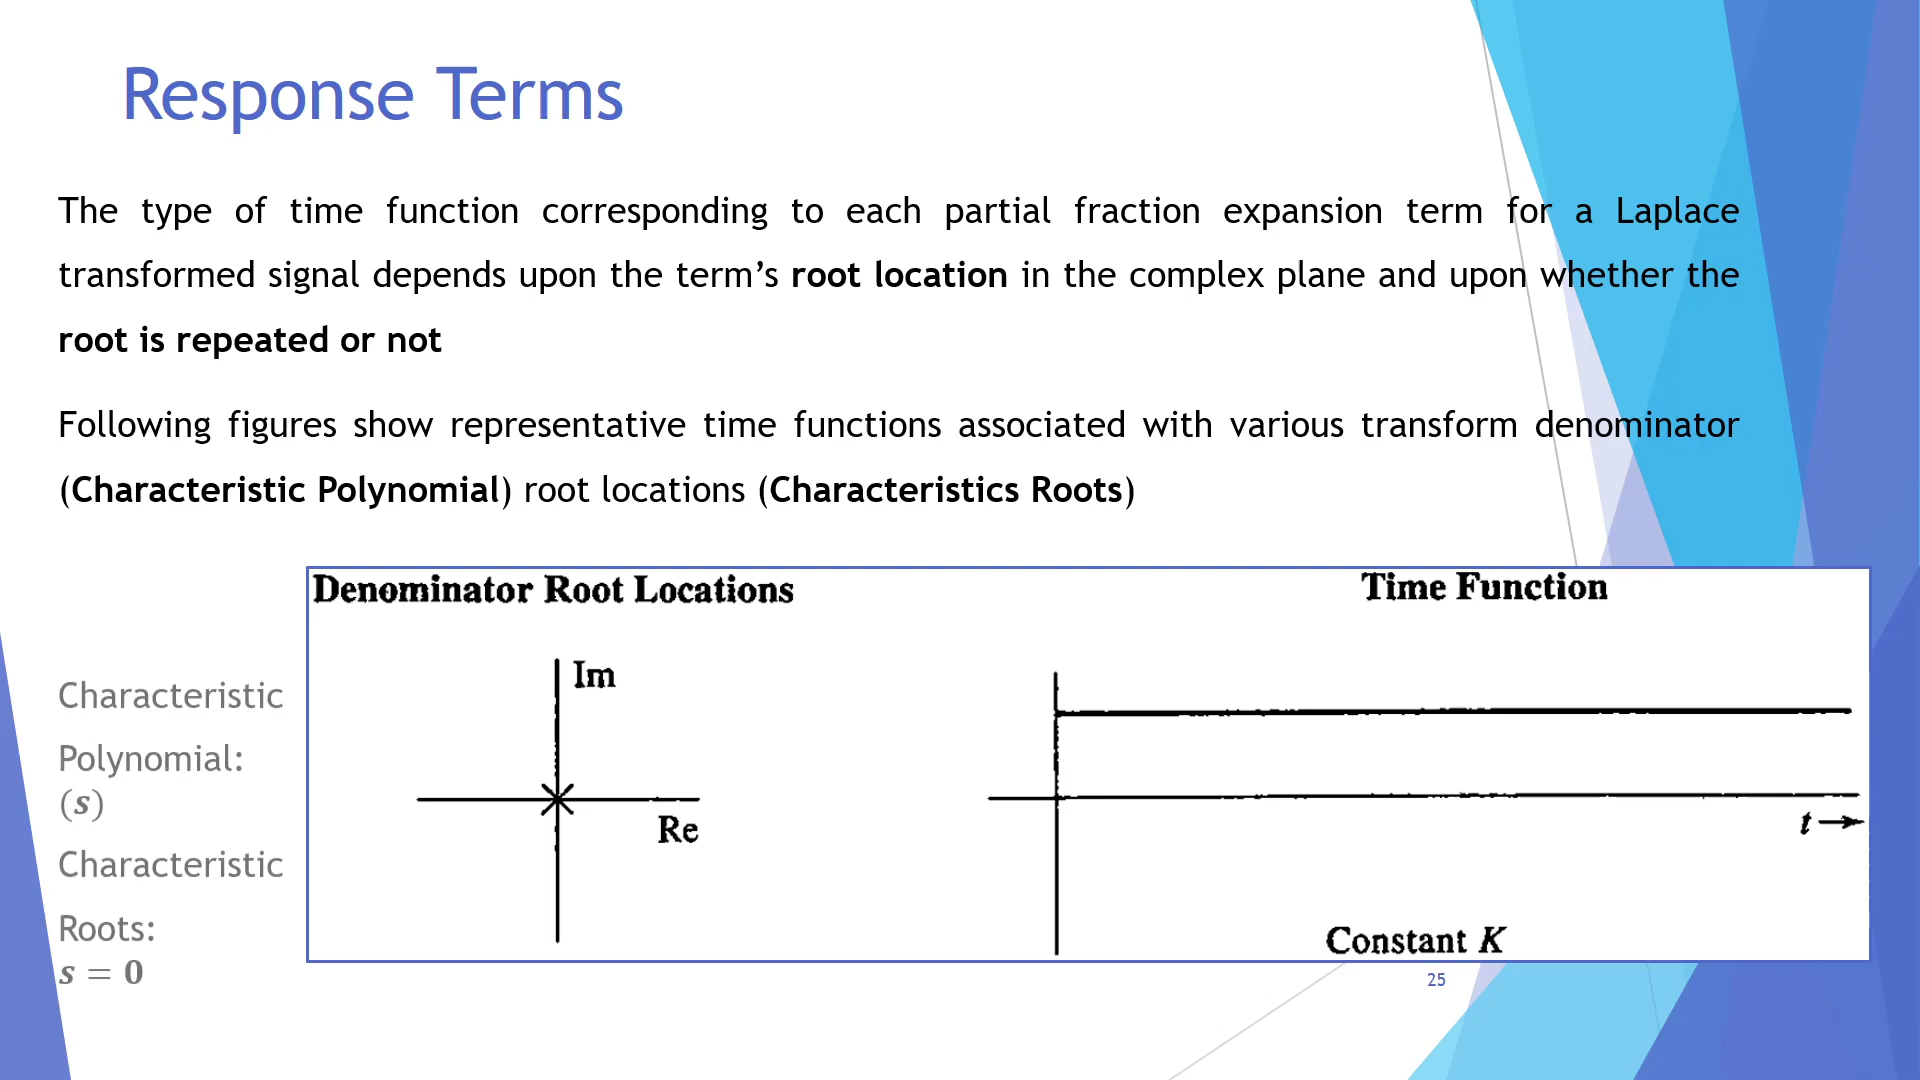 Response Terms
The type of time function corresponding to each partial fraction expansion term for a Laplace
transformed signal depends upon the term’s root location in the complex plane and upon whether the
root is repeated or not
Following figures show representative time functions associated with various transform denominator
(Characteristic Polynomial) root locations (Characteristics Roots)
Denominator Root Locations
Time Function
Im
Re
t→
Constant K
Characteristic
Polynomial:
(s)
Characteristic
Roots:
s = 0
25